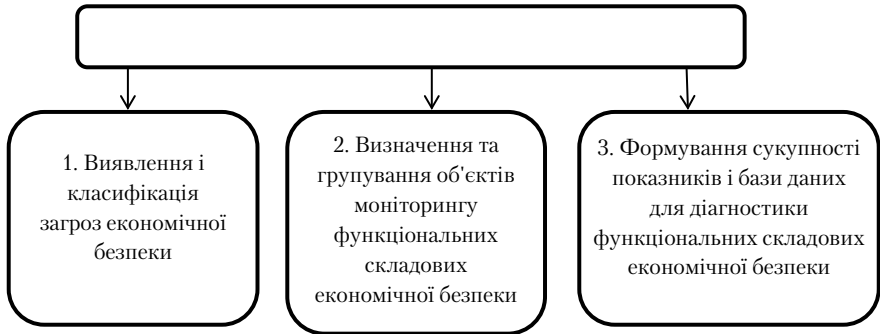 1. Виявлення і
класифікація
загроз економічної
безпеки
2. Визначення та
групування об'єктів
моніторингу
функціональних
складових
економічної безпеки
3. Формування сукупності
показників і бази даних
для діагностики
функціональних складових
економічної безпеки